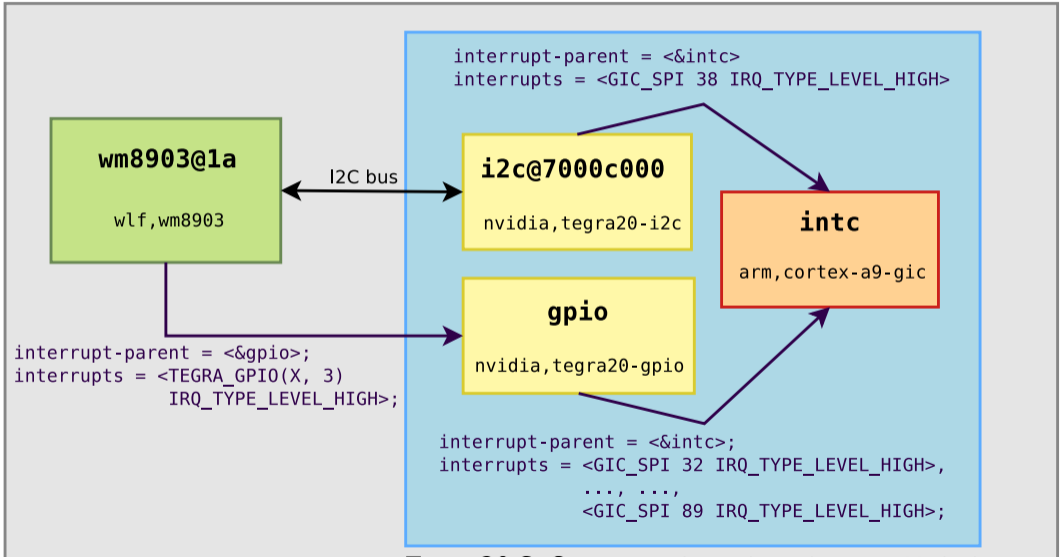 interrupt-parent = <&intc>
interrupts = <GIC_SPI 38 IRQ_TYPE_LEVEL_HIGH>
wm8903@1a
wlf,wm8903
I2C bus
i2c@7000c000
nvidia,tegra20-i2c
intc
arm,cortex-a9-gic
gpio
nvidia,tegra20-gpio
interrupt-parent = <&gpio>;
interrupts = <TEGRA_GPIO(X, 3)
IRQ_TYPE_LEVEL_HIGH>;
interrupt-parent = <&intc>;
interrupts = <GIC_SPI 32 IRQ_TYPE_LEVEL_HIGH>,
..., ...,
<GIC_SPI 89 IRQ_TYPE_LEVEL_HIGH>;